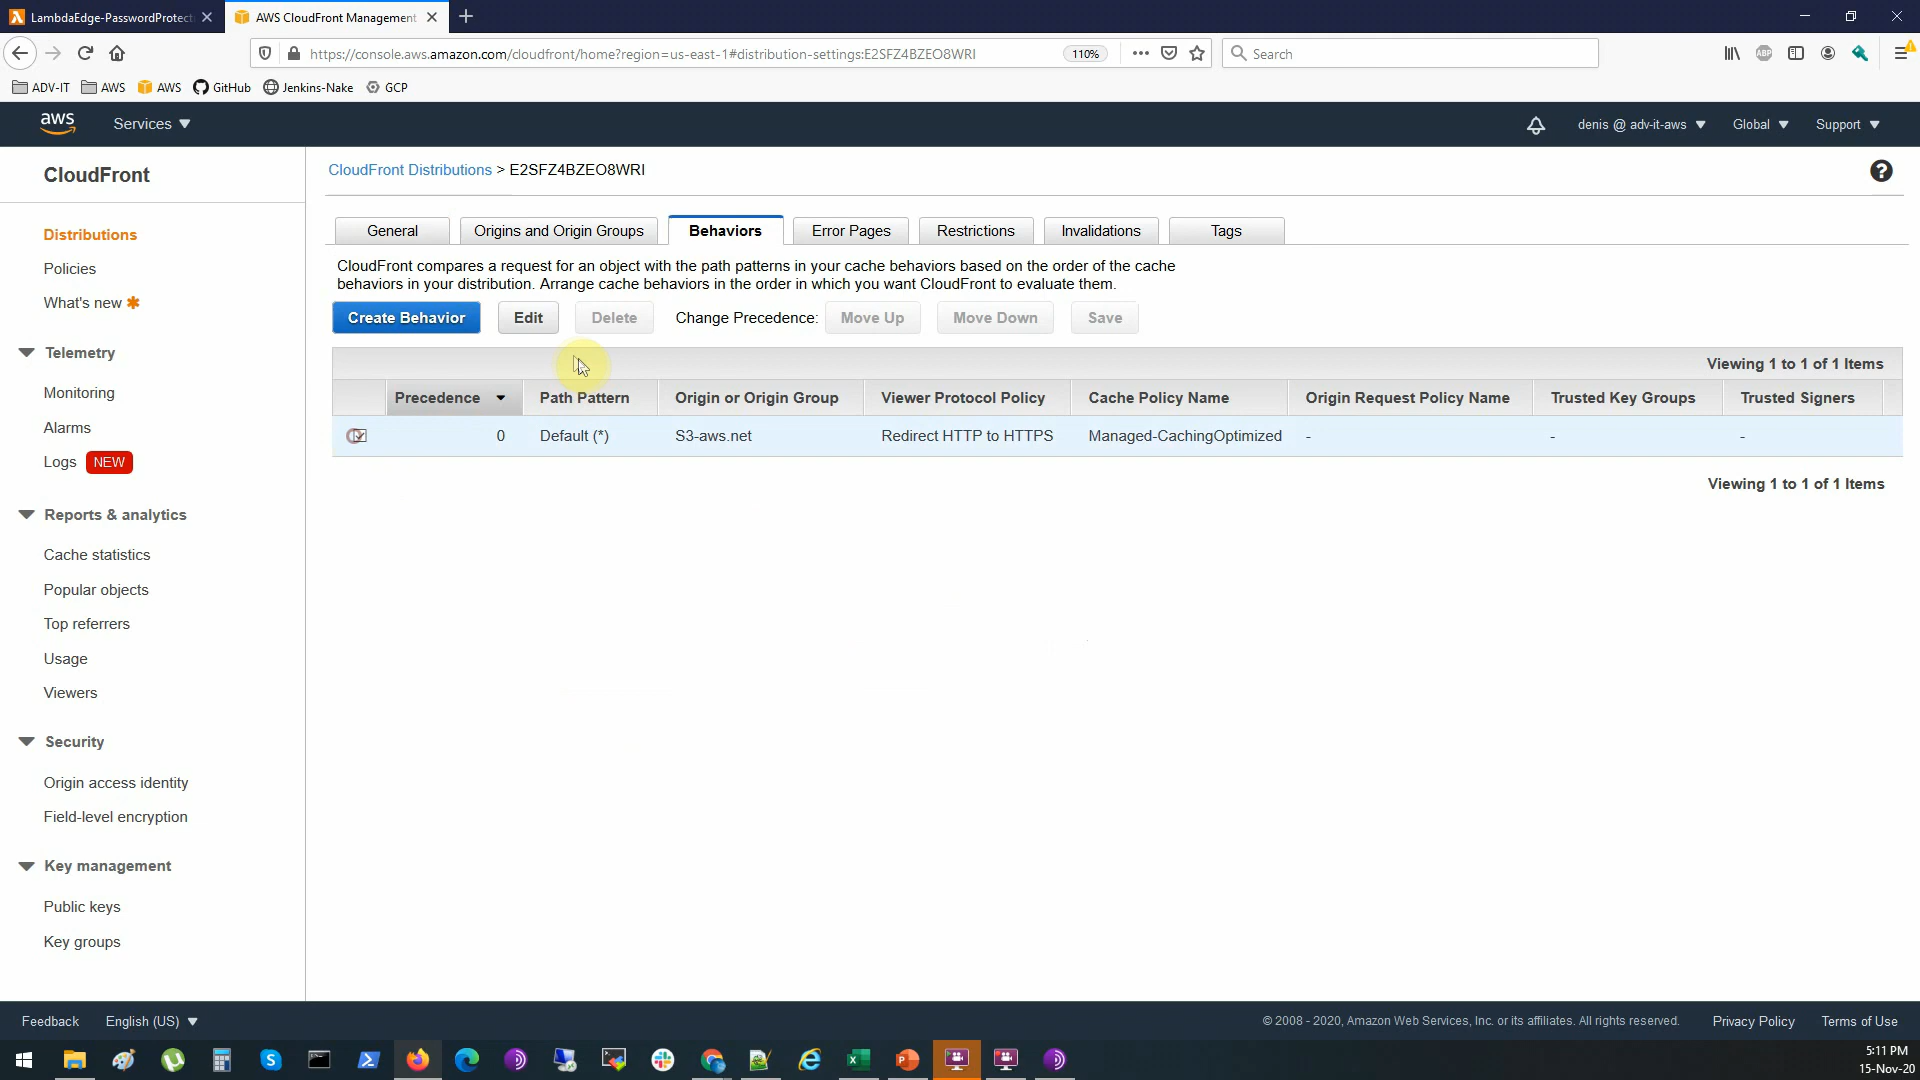 LambdaEdge-PasswordProtect
AWS CloudFront Management
https://console.aws.amazon.com/cloudfront/home?region=us-east-1#distribution-settings:E2SFZ4BZEO8WRI
110%
Search
ABP
ADV-IT
AWS
AWS
GitHub
Jenkins-Nake
GCP
aws
Services
denis @ adv-it-aws
Global
Support
CloudFront
Distributions
Policies
What's new
Telemetry
Monitoring
Alarms
Logs NEW
Reports & analytics
Cache statistics
Popular objects
Top referrers
Usage
Viewers
Security
Origin access identity
Field-level encryption
Key management
Public keys
Key groups
CloudFront Distributions > E2SFZ4BZEO8WRI
General
Origins and Origin Groups
Behaviors
Error Pages
Restrictions
Invalidations
Tags
CloudFront compares a request for an object with the path patterns in your cache behaviors based on the order of the cache
behaviors in your distribution. Arrange cache behaviors in the order in which you want CloudFront to evaluate them.
Create Behavior
Edit
Delete
Change Precedence:
Move Up
Move Down
Save
Viewing 1 to 1 of 1 Items
Precedence
Path Pattern
Origin or Origin Group
Viewer Protocol Policy
Cache Policy Name
Origin Request Policy Name
Trusted Key Groups
Trusted Signers
0
Default (*)
S3-aws.net
Redirect HTTP to HTTPS
Managed-CachingOptimized
-
-
-
Viewing 1 to 1 of 1 Items
Feedback
English (US)
© 2008 - 2020, Amazon Web Services, Inc. or its affiliates. All rights reserved.
Privacy Policy
Terms of Use
5:11 PM
15-Nov-20